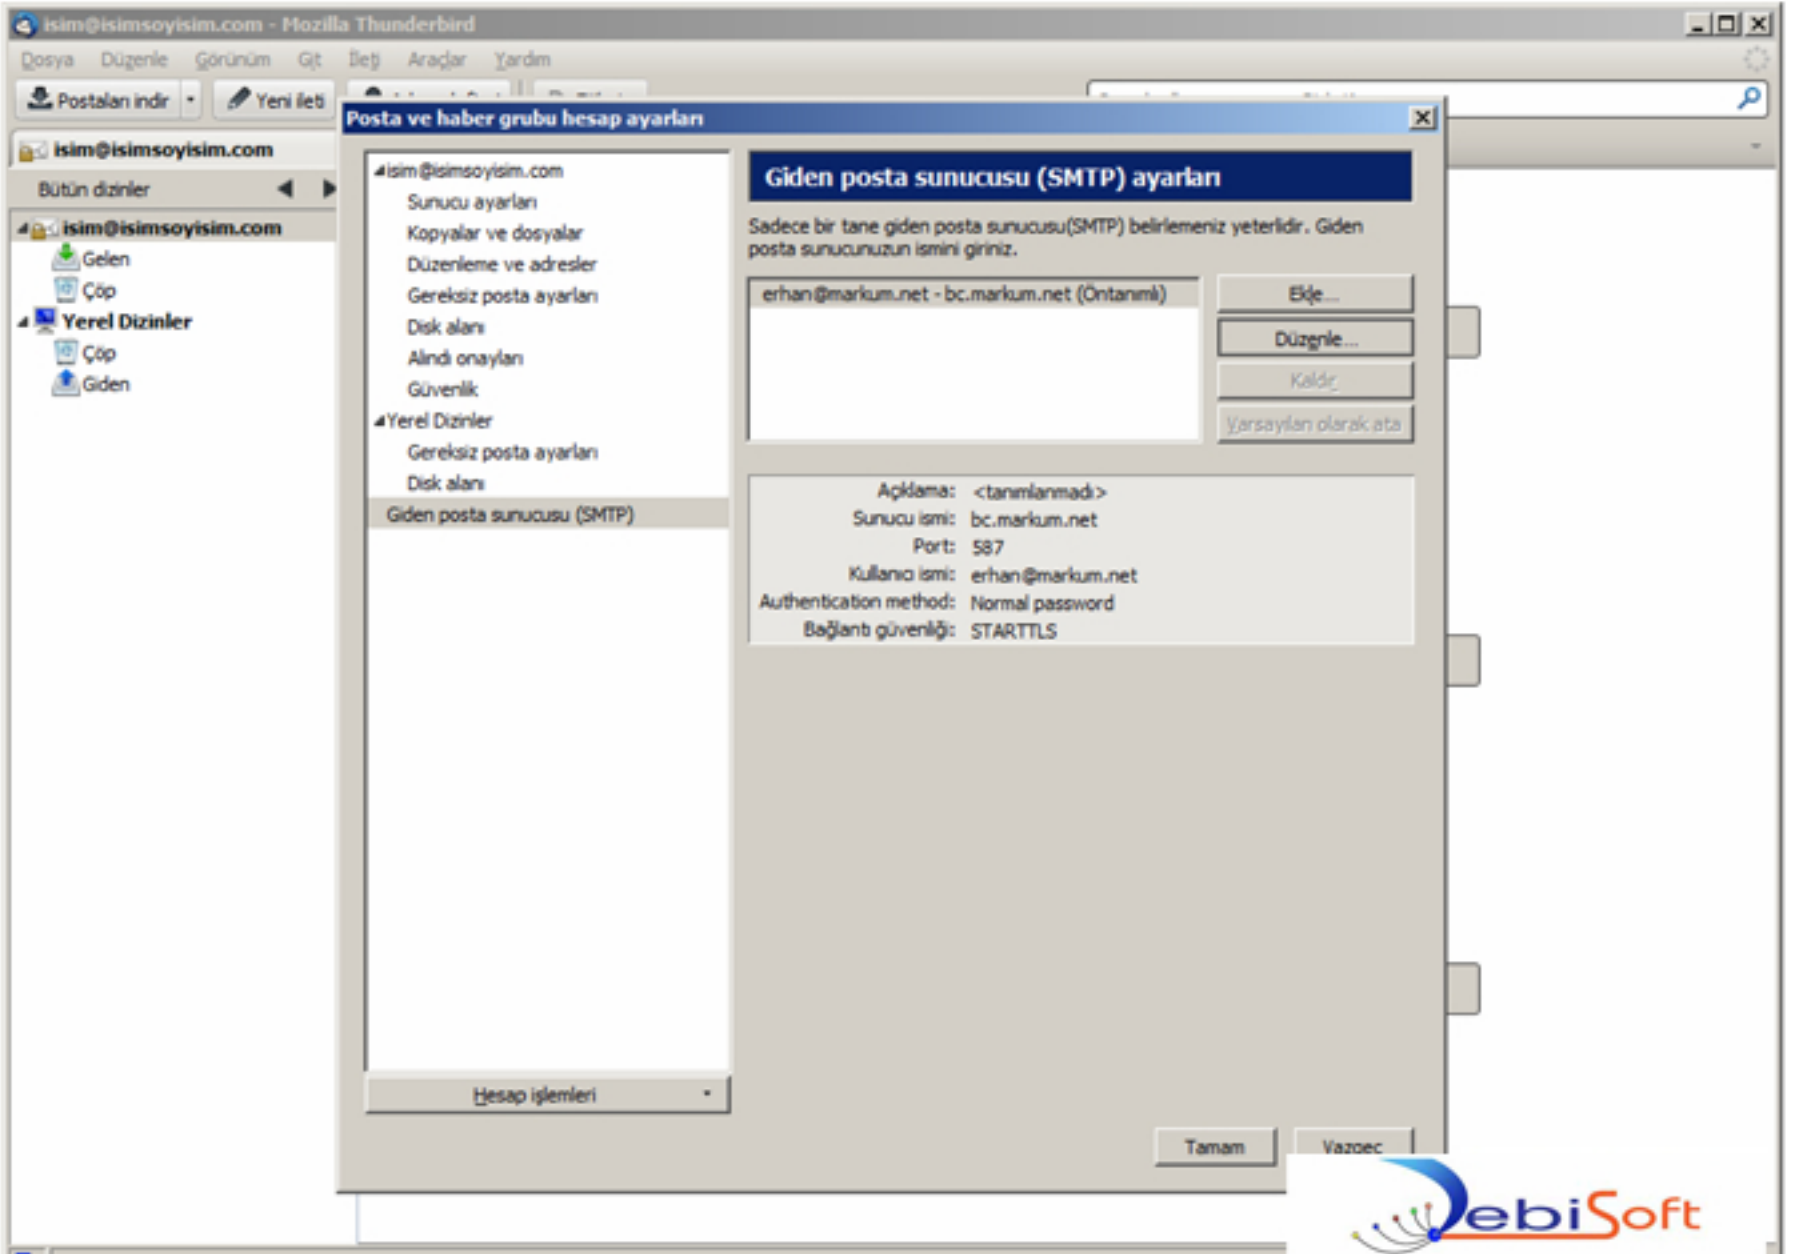 isim@isimsoyisim.com - Mozilla Thunderbird
Dosya Düzenle Görünüm Git İleti Araçlar Yardım
Postaları indir Yeni ileti
isim@isimsoyisim.com
Bütün dizinler
isim@isimsoyisim.com
Gelen
Çöp
Yerel Dizinler
Çöp
Giden
Posta ve haber grubu hesap ayarları
isim@isimsoyisim.com
Sunucu ayarları
Kopyalar ve dosyalar
Düzenleme ve adresler
Gereksiz posta ayarları
Disk alanı
Alındı onayları
Güvenlik
Yerel Dizinler
Gereksiz posta ayarları
Disk alanı
Giden posta sunucusu (SMTP)
Hesap işlemleri
Giden posta sunucusu (SMTP) ayarları
Sadece bir tane giden posta sunucusu(SMTP) belirlemeniz yeterlidir. Giden
posta sunucunuzun ismini giriniz.
erhan@markum.net - bc.markum.net (Öntanımlı)
Ekle...
Düzenle...
Kaldır
Varsayılan olarak ata
Açıklama: <tanımlanmadı>
Sunucu ismi: bc.markum.net
Port: 587
Kullanıcı ismi: erhan@markum.net
Authentication method: Normal password
Bağlantı güvenliği: STARTTLS
Tamam Vazgeç
DebiSoft